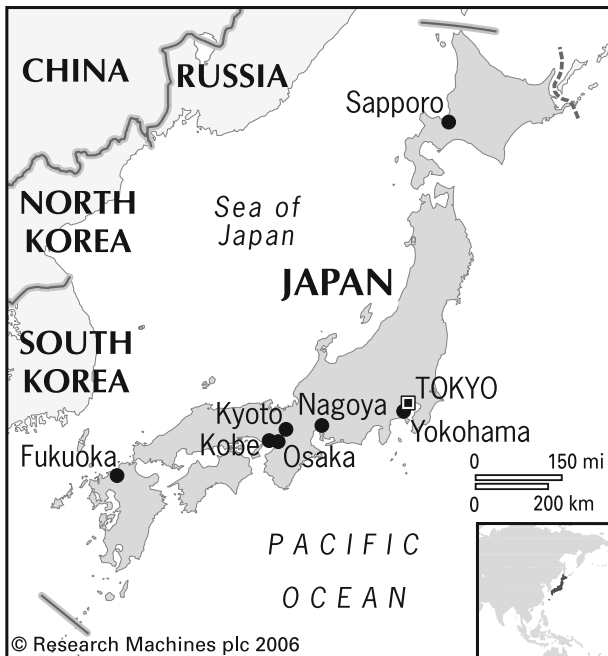 CHINA
RUSSIA
Sapporo
NORTH
KOREA
Sea of
Japan
JAPAN
SOUTH
KOREA
TOKYO
Nagoya
Kyoto
Yokohama
Kobe
Osaka
Fukuoka
0 150 mi
0 200 km
PACIFIC
OCEAN
© Research Machines plc 2006